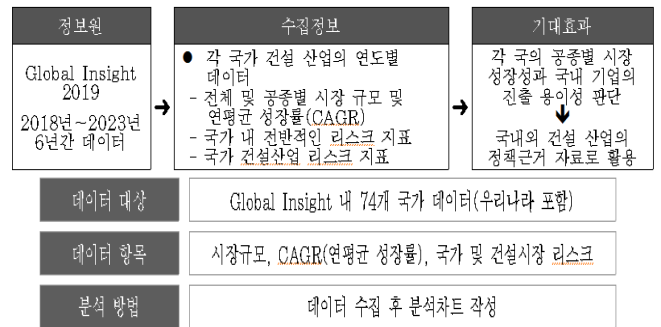 정보원
Global Insight
2019
2018년~2023년
6년간 데이터
수집정보
● 각 국가 건설 산업의 연도별
데이터
- 전체 및 공종별 시장 규모 및
연평균 성장률(CAGR)
- 국가 내 전반적인 리스크 지표
- 국가 건설산업 리스크 지표
기대효과
각 국의 공종별 시장
성장성과 국내 기업의
진출 용이성 판단
국내외 건설 산업의
정책근거 자료로 활용
데이터 대상
Global Insight 내 74개 국가 데이터(우리나라 포함)
데이터 항목
시장규모, CAGR(연평균 성장률), 국가 및 건설시장 리스크
분석 방법
데이터 수집 후 분석차트 작성